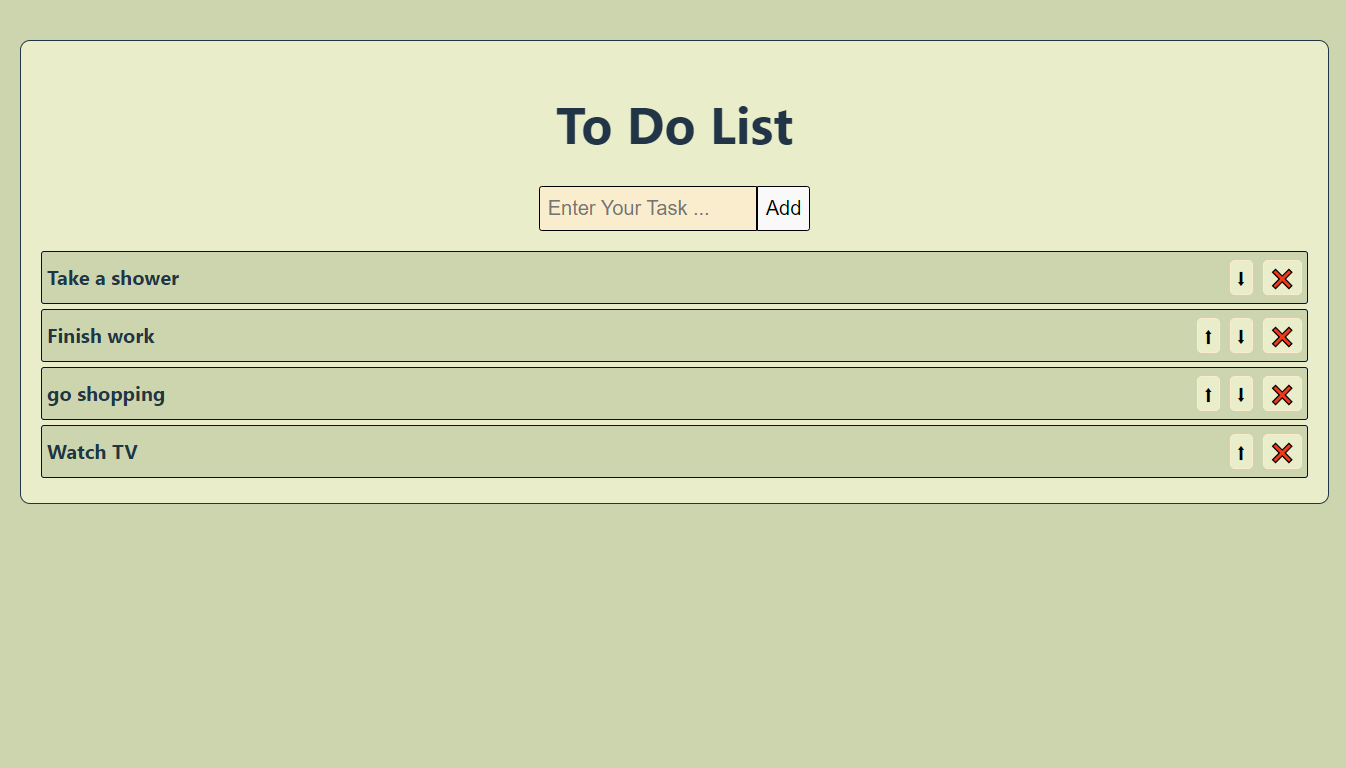 To Do List
Enter Your Task ... Add
Take a shower ⭣ ❌
Finish work ⭡ ⭣ ❌
go shopping ⭡ ⭣ ❌
Watch TV ⭡ ❌